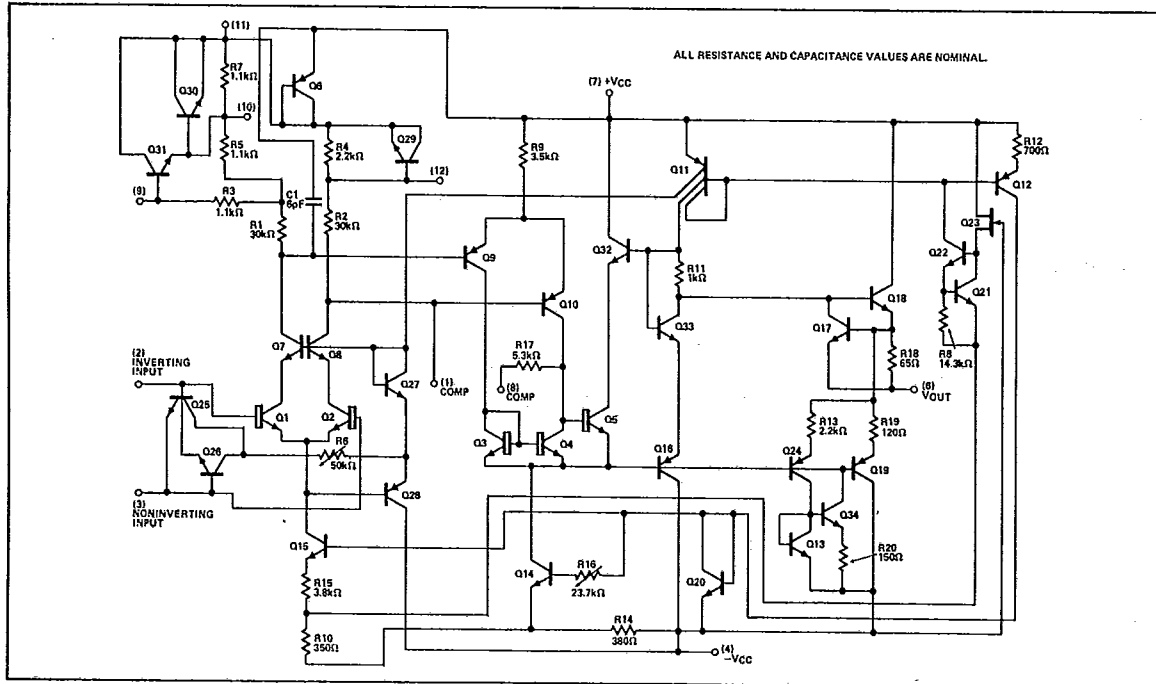 ALL RESISTANCE AND CAPACITANCE VALUES ARE NOMINAL.
(11)
R7
1.1kΩ
Q30
(10)
Q6
(7) +VCC
R12
700Ω
Q31
R5
1.1kΩ
R4
2.2kΩ
Q29
R9
3.5kΩ
Q11
Q12
(9)
R3
1.1kΩ
C1
6pF
(12)
R2
30kΩ
R1
30kΩ
Q23
Q9
Q32
Q22
R11
1kΩ
Q10
Q18
Q21
Q33
Q17
Q7
Q8
R17
5.3kΩ
R18
65Ω
R8
14.3kΩ
(2)
INVERTING
INPUT
Q27
(1)
COMP
(8)
COMP
(6)
VOUT
Q25
Q1
Q2
Q5
R13
2.2kΩ
R19
120Ω
Q26
R6
50kΩ
Q3
Q4
Q16
Q24
Q19
Q28
(3)
NONINVERTING
INPUT
Q34
Q15
Q13
R20
150Ω
Q14
R16
23.7kΩ
Q20
R15
3.8kΩ
R10
350Ω
R14
380Ω
(4)
−VCC